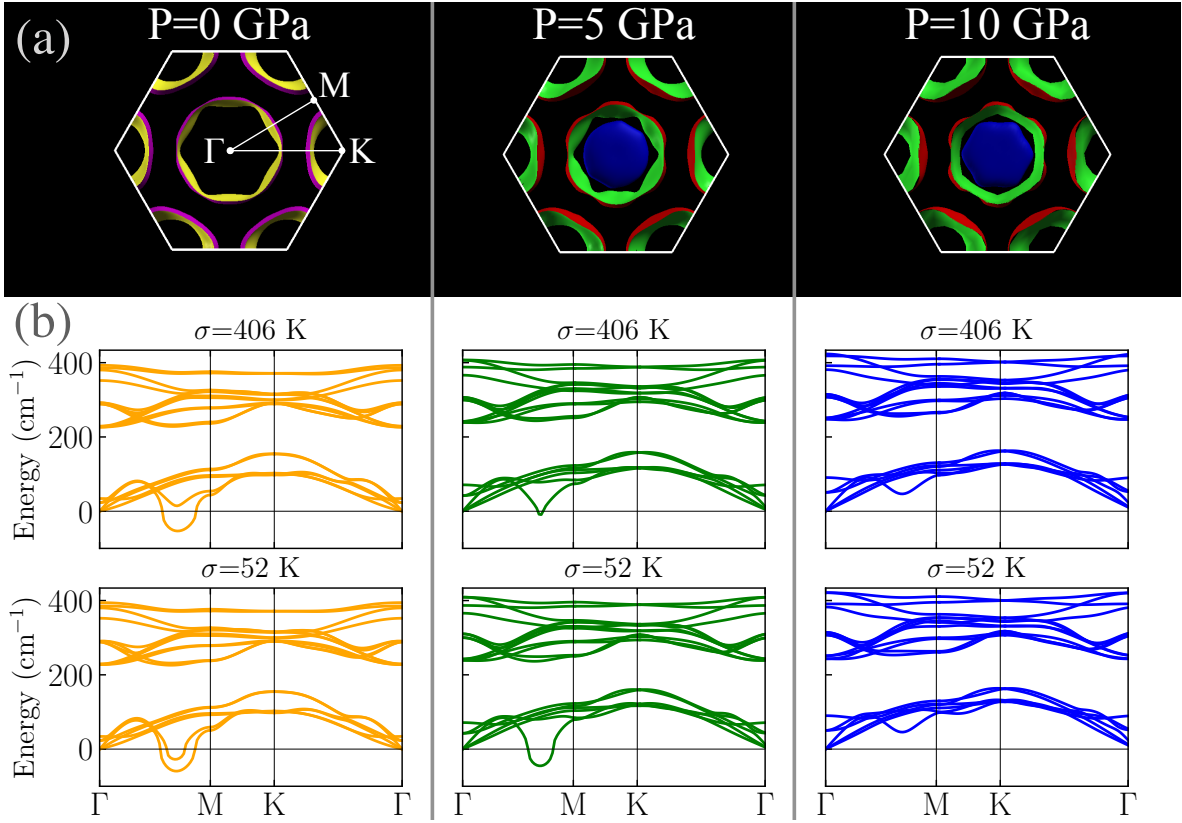 (a)
P=0 GPa
P=5 GPa
P=10 GPa
M
Γ
K
(b)
σ=406 K
σ=406 K
σ=406 K
Energy (cm⁻¹)
400
200
0
σ=52 K
σ=52 K
σ=52 K
Energy (cm⁻¹)
400
200
0
Γ M K Γ
Γ M K Γ
Γ M K Γ